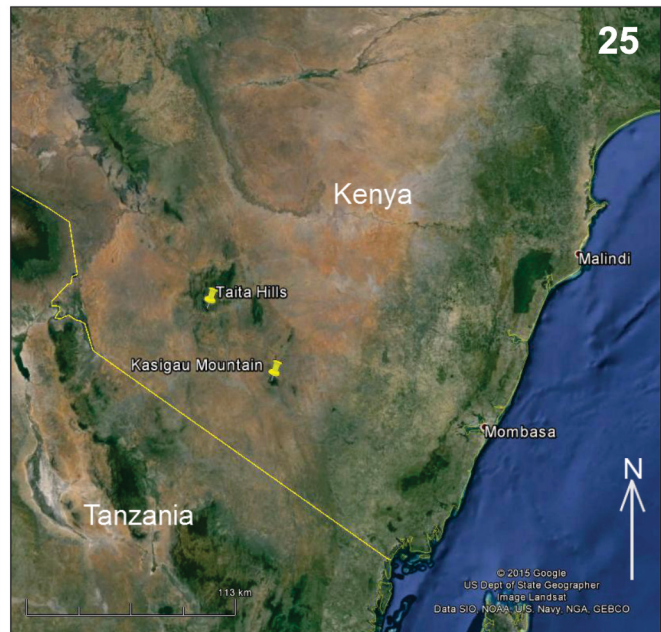 25
Kenya
Malindi
Taita Hills
Kasigau Mountain
Mombasa
N
Tanzania
© 2015 Google
US Dept of State Geographer
Image Landsat
Data SIO, NOAA, U.S. Navy, NGA, GEBCO
113 km